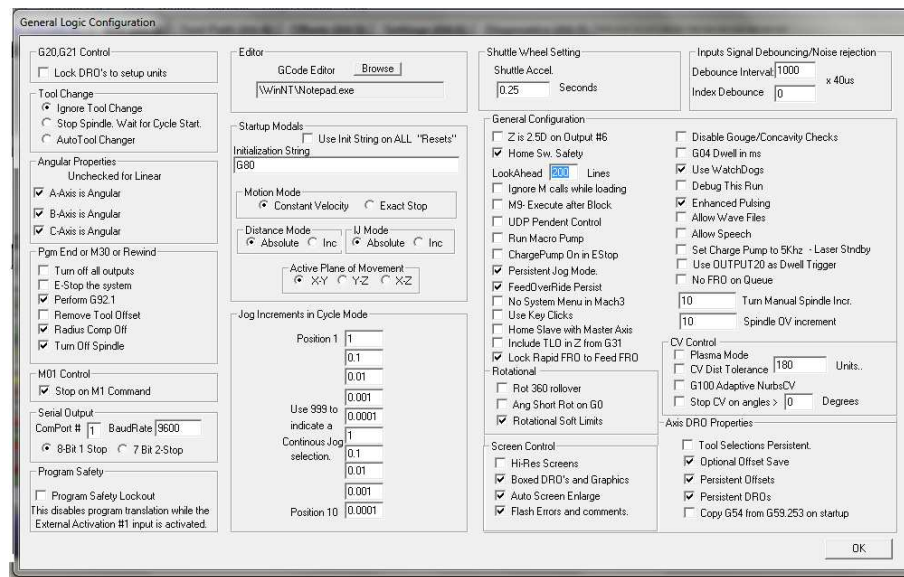 General Logic Configuration
G20,G21 Control
Lock DRO's to setup units
Tool Change
Ignore Tool Change
Stop Spindle. Wait for Cycle Start.
AutoTool Changer
Angular Properties
Unchecked for Linear
A-Axis is Angular
B-Axis is Angular
C-Axis is Angular
Pgm End or M30 or Rewind
Turn off all outputs
E-Stop the system
Perform G92.1
Remove Tool Offset
Radius Comp Off
Turn Off Spindle
M01 Control
Stop on M1 Command
Serial Output
ComPort # 1 BaudRate 9600
8-Bit 1 Stop 7 Bit 2-Stop
Program Safety
Program Safety Lockout
This disables program translation while the
External Activation #1 input is activated.
Editor
GCode Editor Browse
\WinNT\Notepad.exe
Startup Modals
Use Init String on ALL "Resets"
Initialization String
G80
Motion Mode
Constant Velocity Exact Stop
Distance Mode
Absolute Inc
IJ Mode
Absolute Inc
Active Plane of Movement
X-Y Y-Z X-Z
Jog Increments in Cycle Mode
Position 1 1
0.1
0.01
0.001
Use 999 to 0.0001
indicate a
Continous Jog 1
selection. 0.1
0.01
0.001
Position 10 0.0001
Shuttle Wheel Setting
Shuttle Accel.
0.25 Seconds
Inputs Signal Debouncing/Noise rejection
Debounce Interval: 1000 x 40us
Index Debounce 0
General Configuration
Z is 2.5D on Output #6
Home Sw. Safety
LookAhead 200 Lines
Ignore M calls while loading
M9- Execute after Block
UDP Pendent Control
Run Macro Pump
ChargePump On in EStop
Persistent Jog Mode.
FeedOverRide Persist
No System Menu in Mach3
Use Key Clicks
Home Slave with Master Axis
Include TLO in Z from G31
Lock Rapid FRO to Feed FRO
Disable Gouge/Concavity Checks
G04 Dwell in ms
Use WatchDogs
Debug This Run
Enhanced Pulsing
Allow Wave Files
Allow Speech
Set Charge Pump to 5Khz - Laser Stndby
Use OUTPUT20 as Dwell Trigger
No FRO on Queue
10 Turn Manual Spindle Incr.
10 Spindle OV increment
Rotational
Rot 360 rollover
Ang Short Rot on G0
Rotational Soft Limits
Screen Control
Hi-Res Screens
Boxed DRO's and Graphics
Auto Screen Enlarge
Flash Errors and comments.
CV Control
Plasma Mode
CV Dist Tolerance 180 Units..
G100 Adaptive NurbsCV
Stop CV on angles > 0 Degrees
Axis DRO Properties
Tool Selections Persistent.
Optional Offset Save
Persistent Offsets
Persistent DROs
Copy G54 from G59.253 on startup
OK